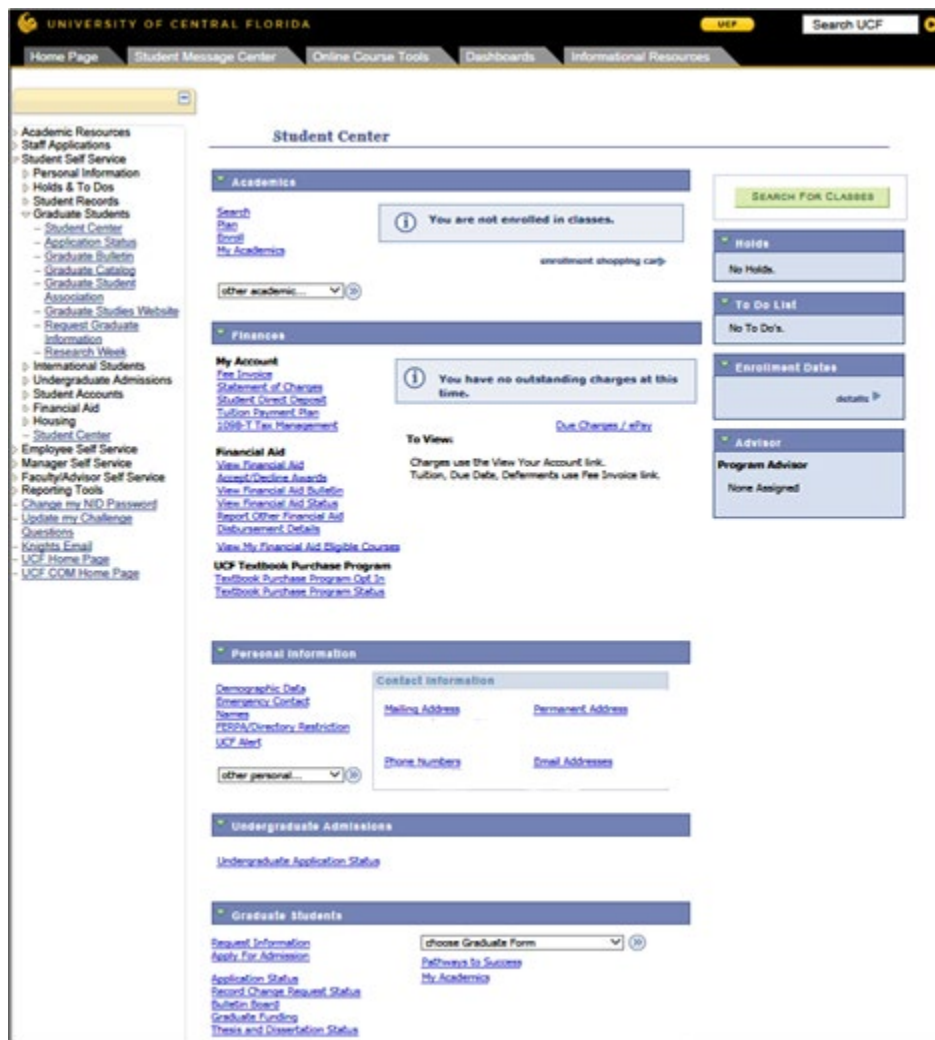 UNIVERSITY OF CENTRAL FLORIDA
UCF
Search UCF
Home Page
Student Message Center
Online Course Tools
Dashboards
Informational Resources
Academic Resources
Staff Applications
Student Self Service
Personal Information
Holds & To Dos
Student Records
Graduate Students
Student Center
Application Status
Graduate Bulletin
Graduate Catalog
Graduate Student
Association
Graduate Studies Website
Request Graduate
Information
Research Week
International Students
Undergraduate Admissions
Student Accounts
Financial Aid
Housing
Student Center
Employee Self Service
Manager Self Service
Faculty/Advisor Self Service
Reporting Tools
Change my NID Password
Update my Challenge
Questions
Knights Email
UCF Home Page
UCF COM Home Page
Student Center
Academics
Search
Plan
Enroll
My Academics
You are not enrolled in classes.
enrollment shopping cart
other academic...
Finances
My Account
Fee Invoice
Statement of Charges
Student Direct Deposit
Tuition Payment Plan
1098-T Tax Management
You have no outstanding charges at this
time.
Due Charges / ePay
To View:
Charges use the View Your Account link.
Tuition, Due Date, Deferments use Fee Invoice link.
Financial Aid
View Financial Aid
Accept/Decline Awards
View Financial Aid Bulletin
View Financial Aid Status
Report Other Financial Aid
Disbursement Details
View My Financial Aid Eligible Courses
UCF Textbook Purchase Program
Textbook Purchase Program Opt In
Textbook Purchase Program Status
Personal Information
Demographic Data
Emergency Contact
Names
FERPA/Directory Restriction
UCF Alert
other personal...
Contact Information
Mailing Address
Permanent Address
Phone Numbers
Email Addresses
Undergraduate Admissions
Undergraduate Application Status
Graduate Students
Request Information
Apply For Admission
Application Status
Record Change Request Status
Bulletin Board
Graduate Funding
Thesis and Dissertation Status
choose Graduate Form
Pathways to Success
My Academics
SEARCH FOR CLASSES
Holds
No Holds.
To Do List
No To Do's.
Enrollment Dates
details
Advisor
Program Advisor
None Assigned